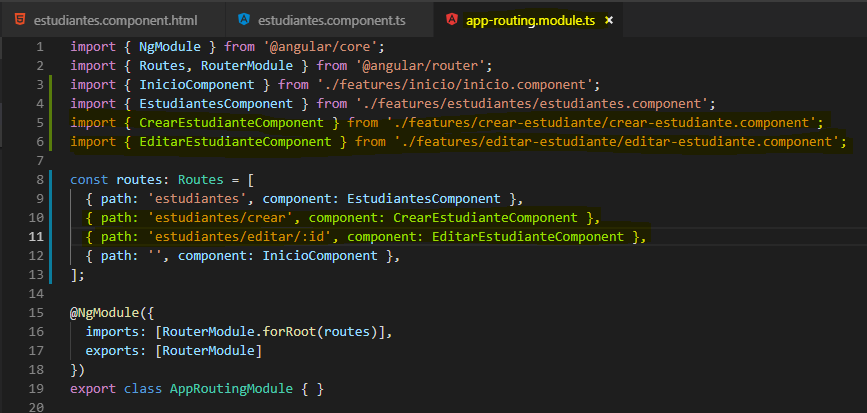 estudiantes.component.html estudiantes.component.ts app-routing.module.ts ×
1 import { NgModule } from '@angular/core';
2 import { Routes, RouterModule } from '@angular/router';
3 import { InicioComponent } from './features/inicio/inicio.component';
4 import { EstudiantesComponent } from './features/estudiantes/estudiantes.component';
5 import { CrearEstudianteComponent } from './features/crear-estudiante/crear-estudiante.component';
6 import { EditarEstudianteComponent } from './features/editar-estudiante/editar-estudiante.component';
7
8 const routes: Routes = [
9 { path: 'estudiantes', component: EstudiantesComponent },
10 { path: 'estudiantes/crear', component: CrearEstudianteComponent },
11 { path: 'estudiantes/editar/:id', component: EditarEstudianteComponent },
12 { path: '', component: InicioComponent },
13 ];
14
15 @NgModule({
16 imports: [RouterModule.forRoot(routes)],
17 exports: [RouterModule]
18 })
19 export class AppRoutingModule { }
20